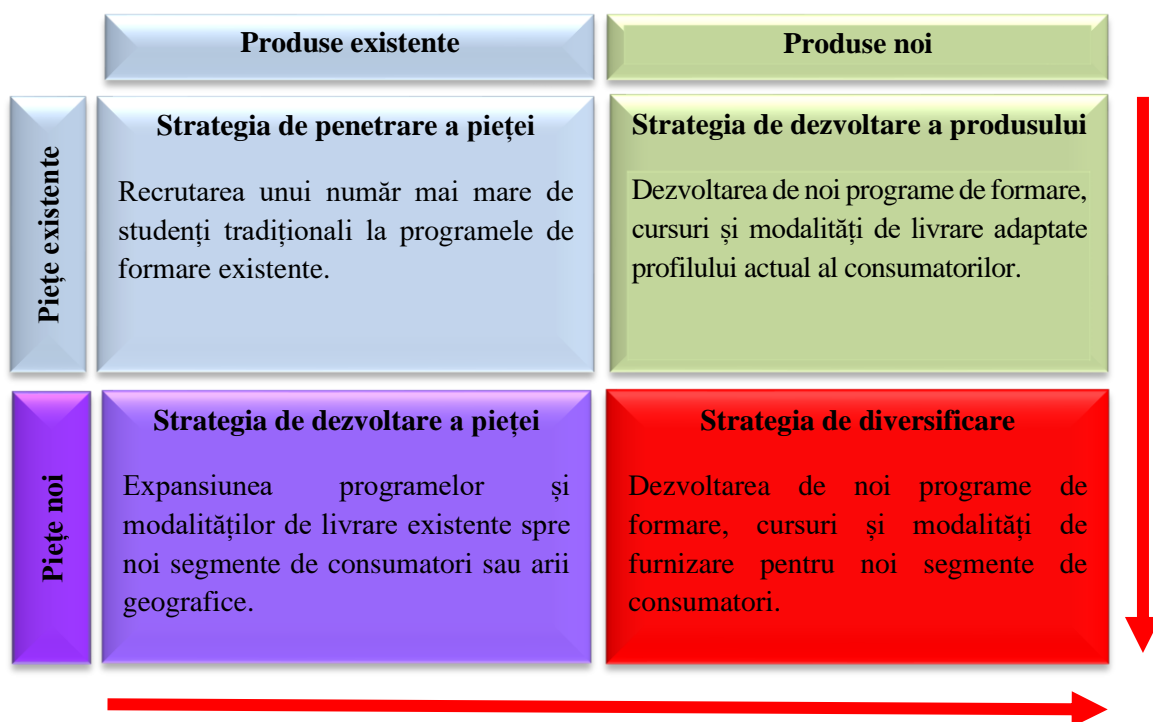 Produse existente
Produse noi
Piețe existente
Strategia de penetrare a pieței
Recrutarea unui număr mai mare de
studenți tradiționali la programele de
formare existente.
Strategia de dezvoltare a produsului
Dezvoltarea de noi programe de formare,
cursuri și modalități de livrare adaptate
profilului actual al consumatorilor.
Piețe noi
Strategia de dezvoltare a pieței
Expansiunea programelor și
modalităților de livrare existente spre
noi segmente de consumatori sau arii
geografice.
Strategia de diversificare
Dezvoltarea de noi programe de
formare, cursuri și modalități de
furnizare pentru noi segmente de
consumatori.